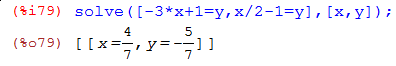 (%i79) solve([-3*x+1=y,x/2-1=y],[x,y]);
(%o79) [[x=4/7,y=-5/7]]